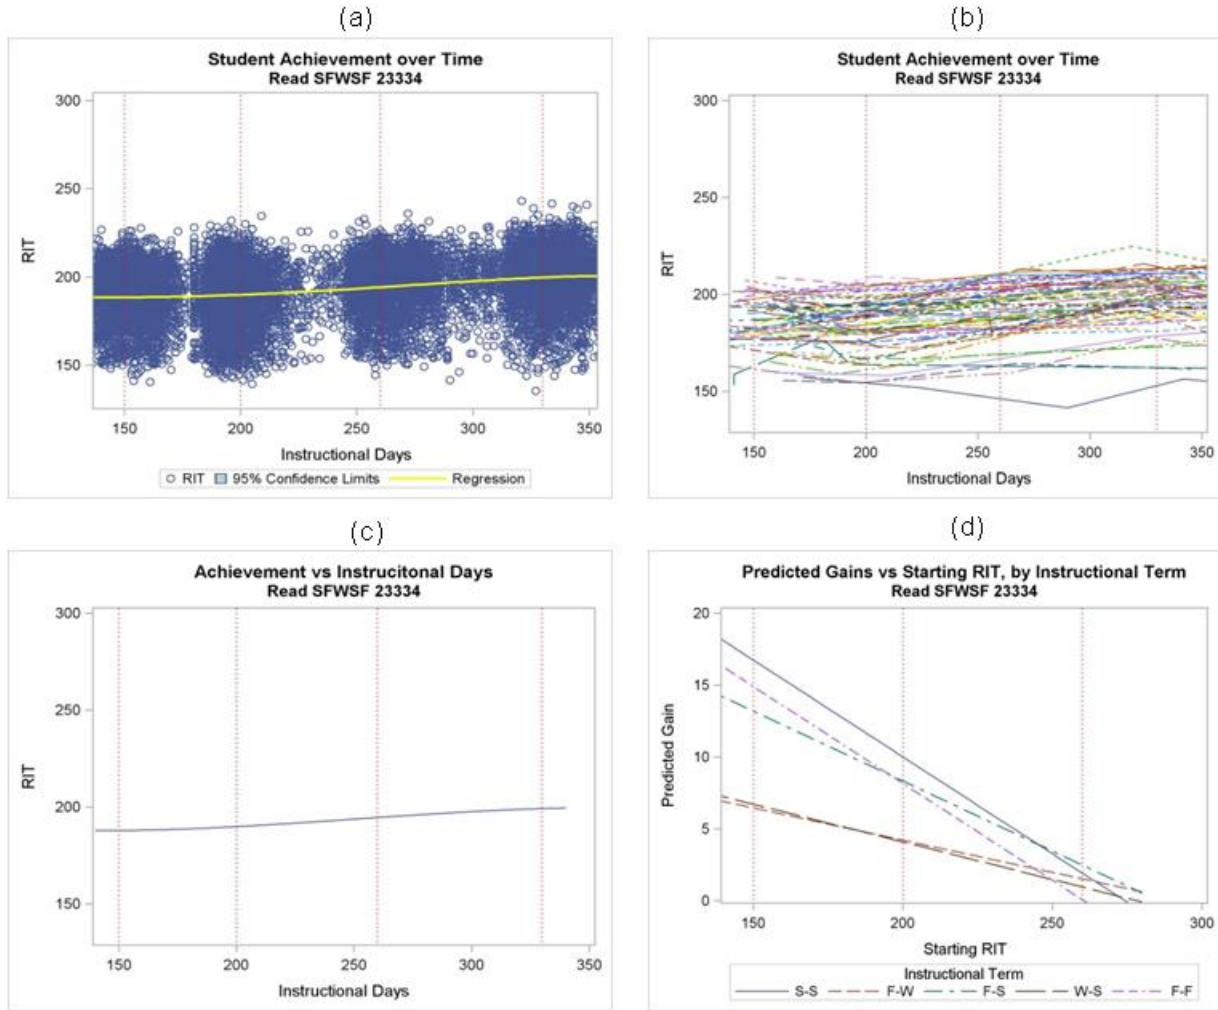 (a)
Student Achievement over Time
Read SFWSF 23334
300
250
200
150
RIT
150 200 250 300 350
Instructional Days
RIT 95% Confidence Limits Regression
(b)
Student Achievement over Time
Read SFWSF 23334
300
250
200
150
RIT
150 200 250 300 350
Instructional Days
(c)
Achievement vs Instrucitonal Days
Read SFWSF 23334
300
250
200
150
RIT
150 200 250 300 350
Instructional Days
(d)
Predicted Gains vs Starting RIT, by Instructional Term
Read SFWSF 23334
20
15
10
5
0
Predicted Gain
150 200 250 300
Starting RIT
Instructional Term
S-S F-W F-S W-S F-F